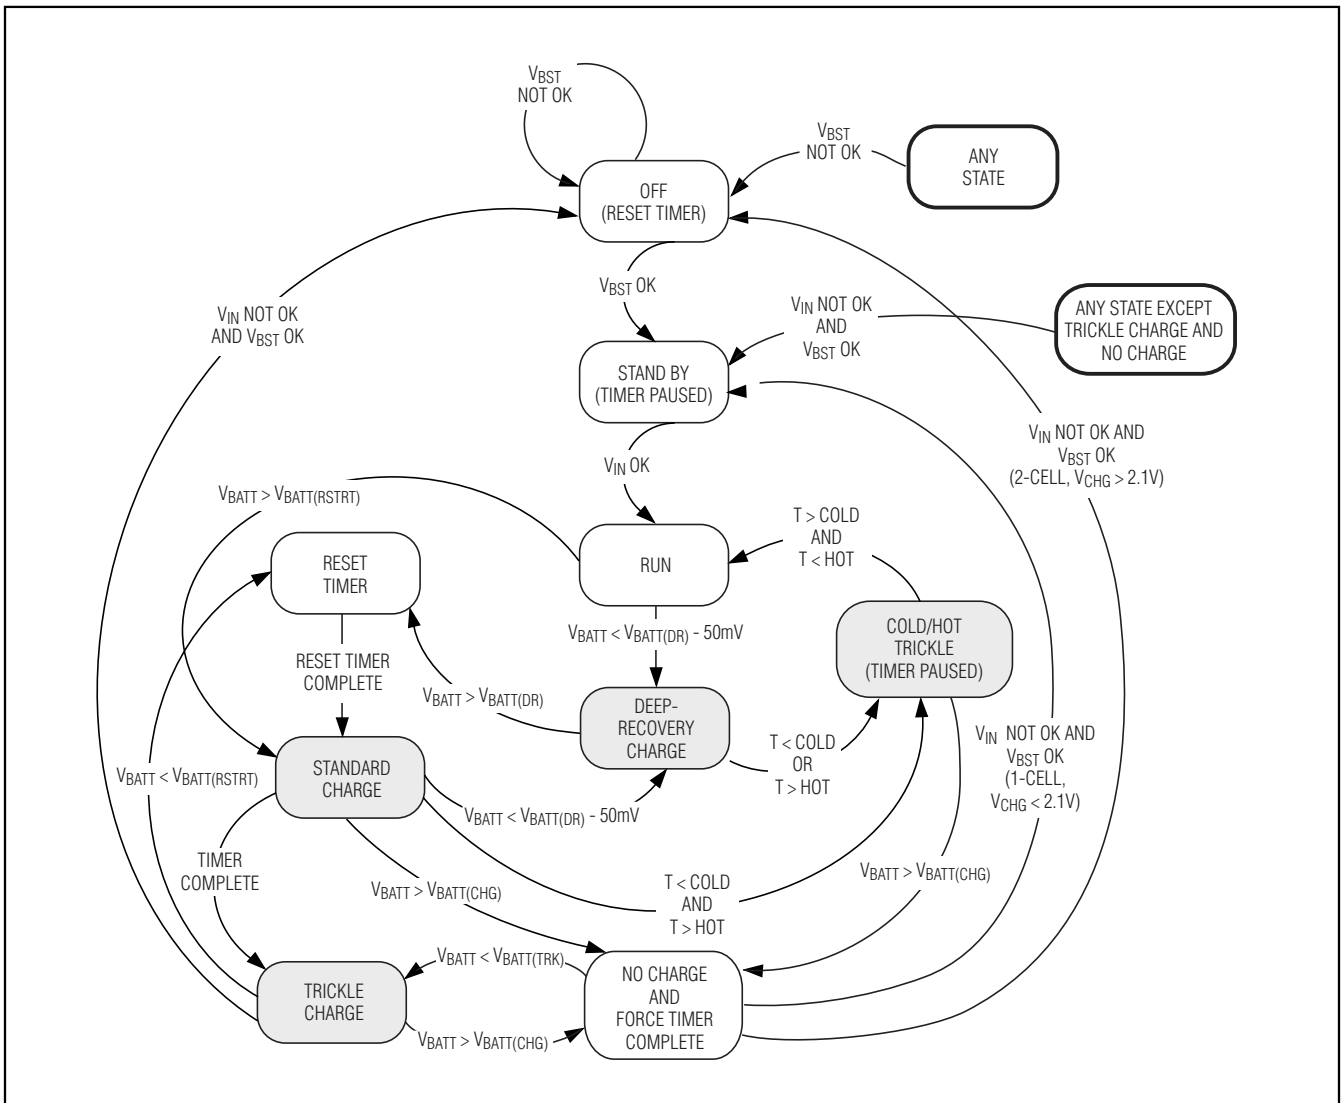 VBST
NOT OK
VBST
NOT OK
ANY
STATE
OFF
(RESET TIMER)
VBST OK
VIN NOT OK
AND VBST OK
VIN NOT OK
AND
VBST OK
ANY STATE EXCEPT
TRICKLE CHARGE AND
NO CHARGE
STAND BY
(TIMER PAUSED)
VIN OK
VIN NOT OK AND
VBST OK
(2-CELL, VCHG > 2.1V)
VBATT > VBATT(RSTRT)
T > COLD
AND
T < HOT
RESET
TIMER
RUN
VBATT < VBATT(DR) - 50mV
COLD/HOT
TRICKLE
(TIMER PAUSED)
RESET TIMER
COMPLETE
VBATT > VBATT(DR)
DEEP-
RECOVERY
CHARGE
T < COLD
OR
T > HOT
VIN NOT OK AND
VBST OK
(1-CELL,
VCHG < 2.1V)
VBATT < VBATT(RSTRT)
STANDARD
CHARGE
VBATT < VBATT(DR) - 50mV
TIMER
COMPLETE
VBATT > VBATT(CHG)
T < COLD
AND
T > HOT
VBATT > VBATT(CHG)
VBATT < VBATT(TRK)
TRICKLE
CHARGE
NO CHARGE
AND
FORCE TIMER
COMPLETE
VBATT > VBATT(CHG)